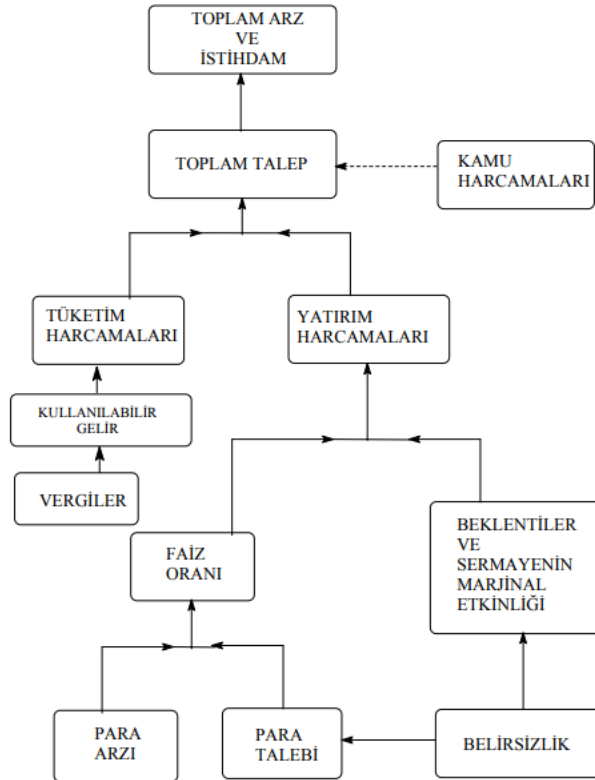 TOPLAM ARZ
VE
İSTİHDAM
TOPLAM TALEP
KAMU
HARCAMALARI
TÜKETİM
HARCAMALARI
YATIRIM
HARCAMALARI
KULLANILABİLİR
GELİR
VERGİLER
FAİZ
ORANI
BEKLENTİLER
VE
SERMAYENİN
MARJİNAL
ETKİNLİĞİ
PARA
ARZI
PARA
TALEBİ
BELİRSİZLİK